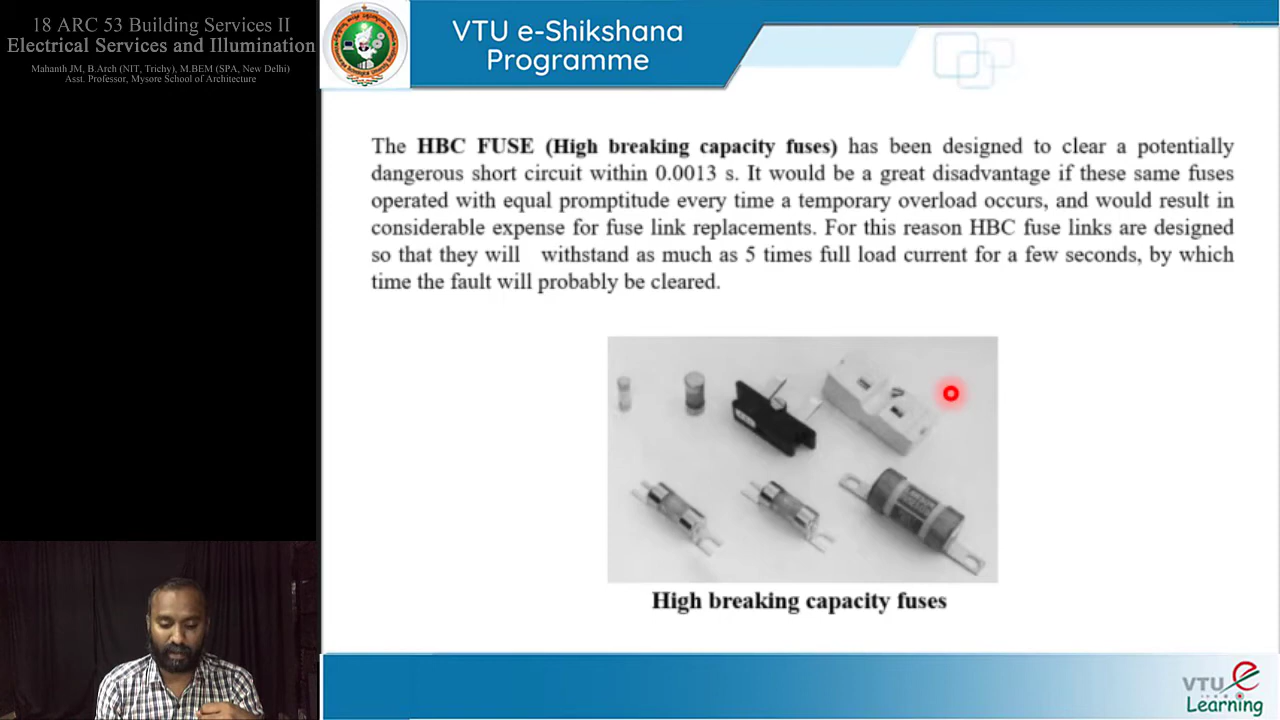 18 ARC 53 Building Services II
Electrical Services and Illumination
Mahanth JM, B.Arch (NIT, Trichy), M.BEM (SPA, New Delhi)
Asst. Professor, Mysore School of Architecture
VTU e-Shikshana
Programme
The HBC FUSE (High breaking capacity fuses) has been designed to clear a potentially
dangerous short circuit within 0.0013 s. It would be a great disadvantage if these same fuses
operated with equal promptitude every time a temporary overload occurs, and would result in
considerable expense for fuse link replacements. For this reason HBC fuse links are designed
so that they will withstand as much as 5 times full load current for a few seconds, by which
time the fault will probably be cleared.
High breaking capacity fuses
VTU e
Learning